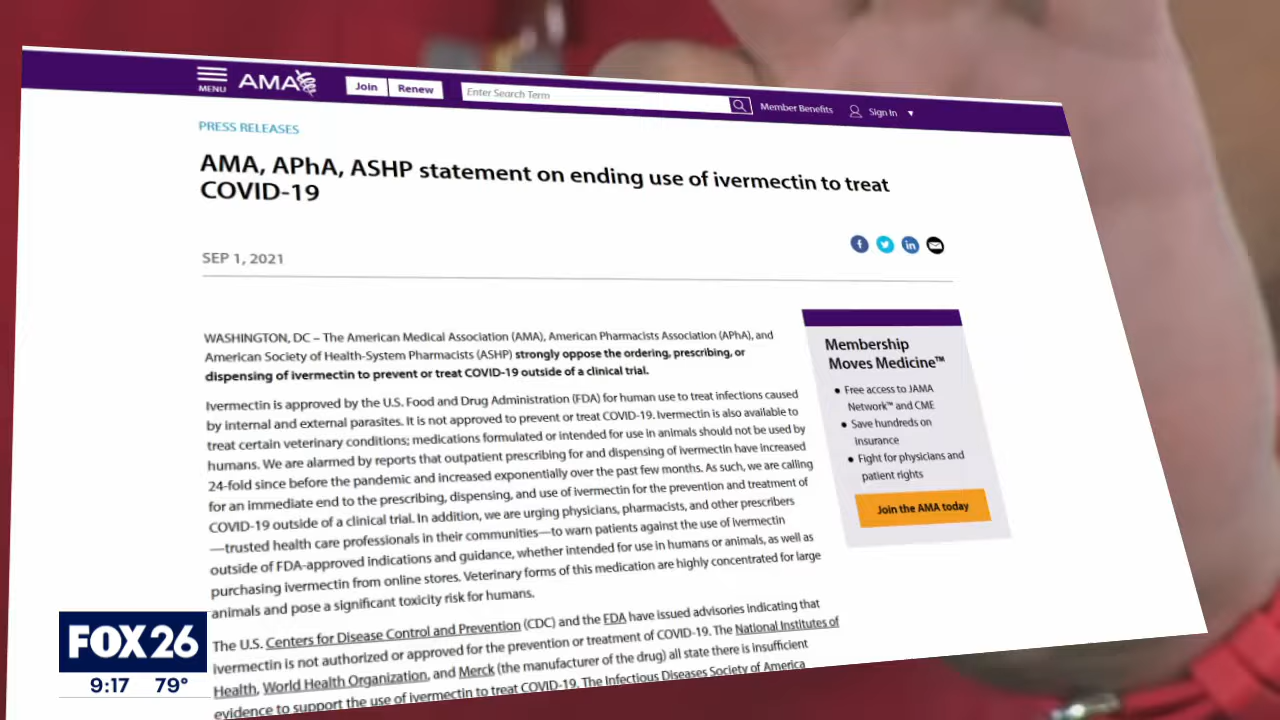 MENU
AMA
Join
Renew
Enter Search Term
Member Benefits
Sign In
PRESS RELEASES
AMA, APhA, ASHP statement on ending use of ivermectin to treat
COVID-19
SEP 1, 2021
WASHINGTON, DC – The American Medical Association (AMA), American Pharmacists Association (APhA), and
American Society of Health-System Pharmacists (ASHP) strongly oppose the ordering, prescribing, or
dispensing of ivermectin to prevent or treat COVID-19 outside of a clinical trial.
Ivermectin is approved by the U.S. Food and Drug Administration (FDA) for human use to treat infections caused
by internal and external parasites. It is not approved to prevent or treat COVID-19. Ivermectin is also available to
treat certain veterinary conditions; medications formulated or intended for use in animals should not be used by
humans. We are alarmed by reports that outpatient prescribing for and dispensing of ivermectin have increased
24-fold since before the pandemic and increased exponentially over the past few months. As such, we are calling
for an immediate end to the prescribing, dispensing, and use of ivermectin for the prevention and treatment of
COVID-19 outside of a clinical trial. In addition, we are urging physicians, pharmacists, and other prescribers
—trusted health care professionals in their communities—to warn patients against the use of ivermectin
outside of FDA-approved indications and guidance, whether intended for use in humans or animals, as well as
purchasing ivermectin from online stores. Veterinary forms of this medication are highly concentrated for large
animals and pose a significant toxicity risk for humans.
The U.S. Centers for Disease Control and Prevention (CDC) and the FDA have issued advisories indicating that
ivermectin is not authorized or approved for the prevention or treatment of COVID-19. The National Institutes of
Health, World Health Organization, and Merck (the manufacturer of the drug) all state there is insufficient
evidence to support the use of ivermectin to treat COVID-19. The Infectious Diseases Society of America
Membership
Moves Medicine™
• Free access to JAMA
Network™ and CME
• Save hundreds on
insurance
• Fight for physicians and
patient rights
Join the AMA today
FOX 26
9:17 79°